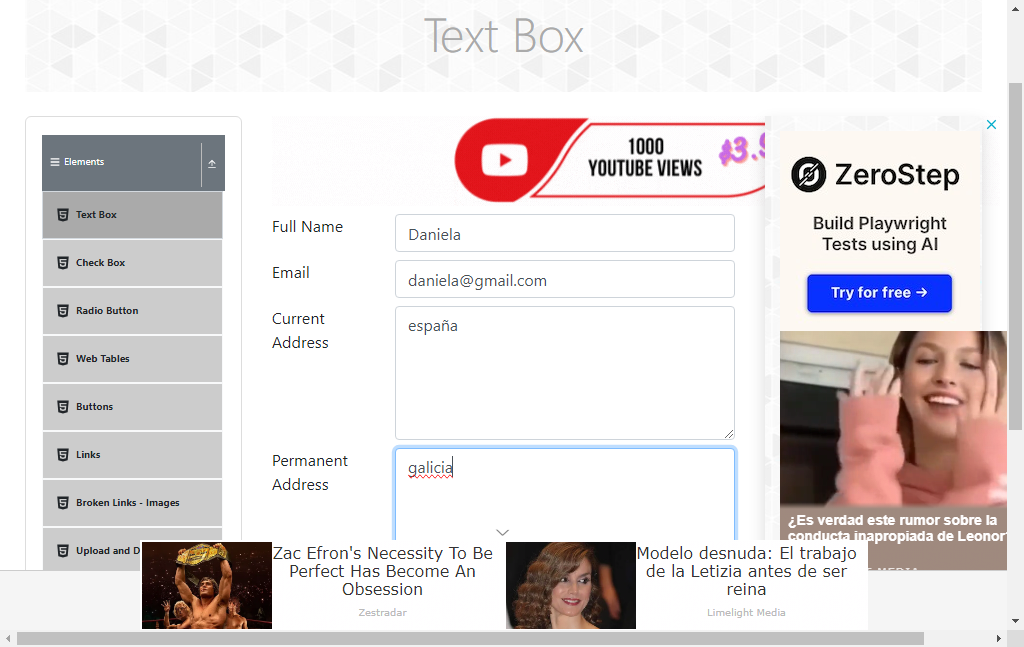 Text Box
Elements
Text Box
Check Box
Radio Button
Web Tables
Buttons
Links
Broken Links - Images
Upload and D
1000
YOUTUBE VIEWS
$3.9
Full Name
Daniela
Email
daniela@gmail.com
Current
Address
españa
Permanent
Address
galicia
ZeroStep
Build Playwright
Tests using AI
Try for free →
¿Es verdad este rumor sobre la
conducta inapropiada de Leonor
MEDIA
Zac Efron's Necessity To Be
Perfect Has Become An
Obsession
Zestradar
Modelo desnuda: El trabajo
de la Letizia antes de ser
reina
Limelight Media